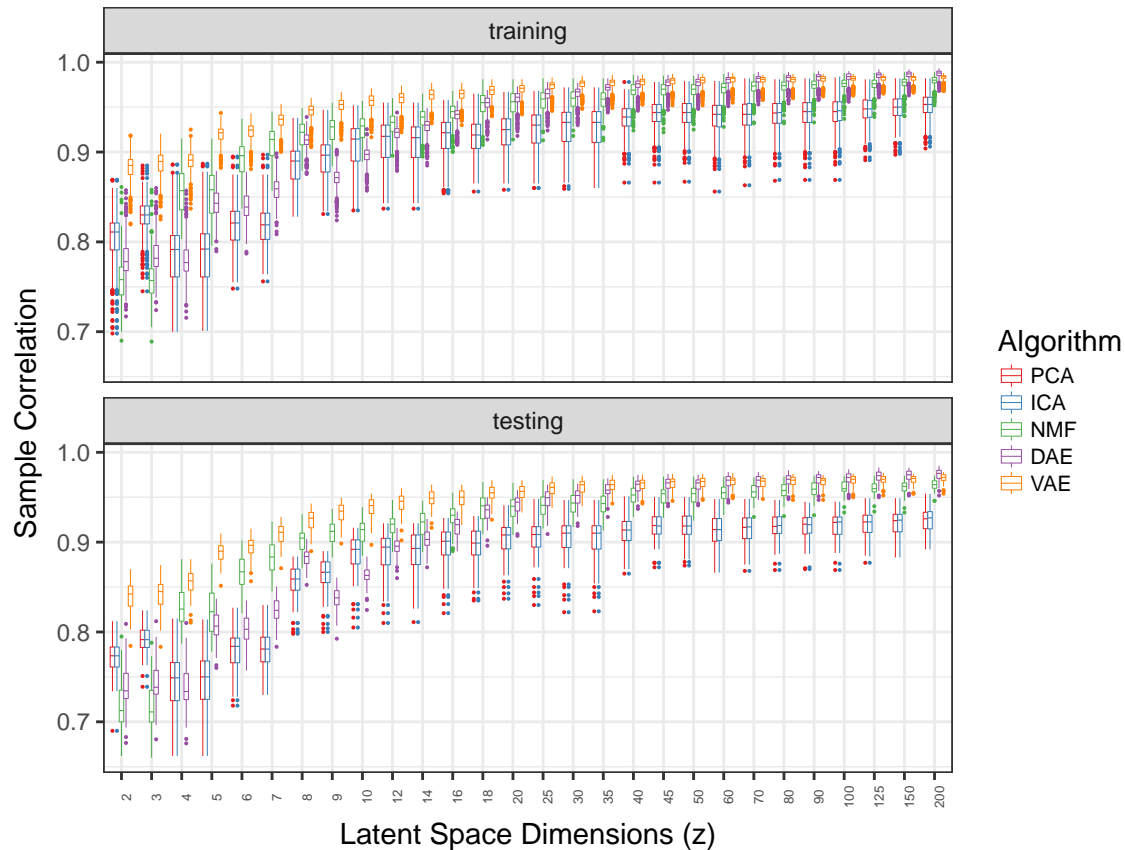 training
1.0
0.9
0.8
0.7
testing
1.0
0.9
0.8
0.7
Sample Correlation
2 3 4 5 6 7 8 9 10 12 14 16 18 20 25 30 35 40 45 50 60 70 80 90 100 125 150 200
Latent Space Dimensions (z)
Algorithm
PCA
ICA
NMF
DAE
VAE